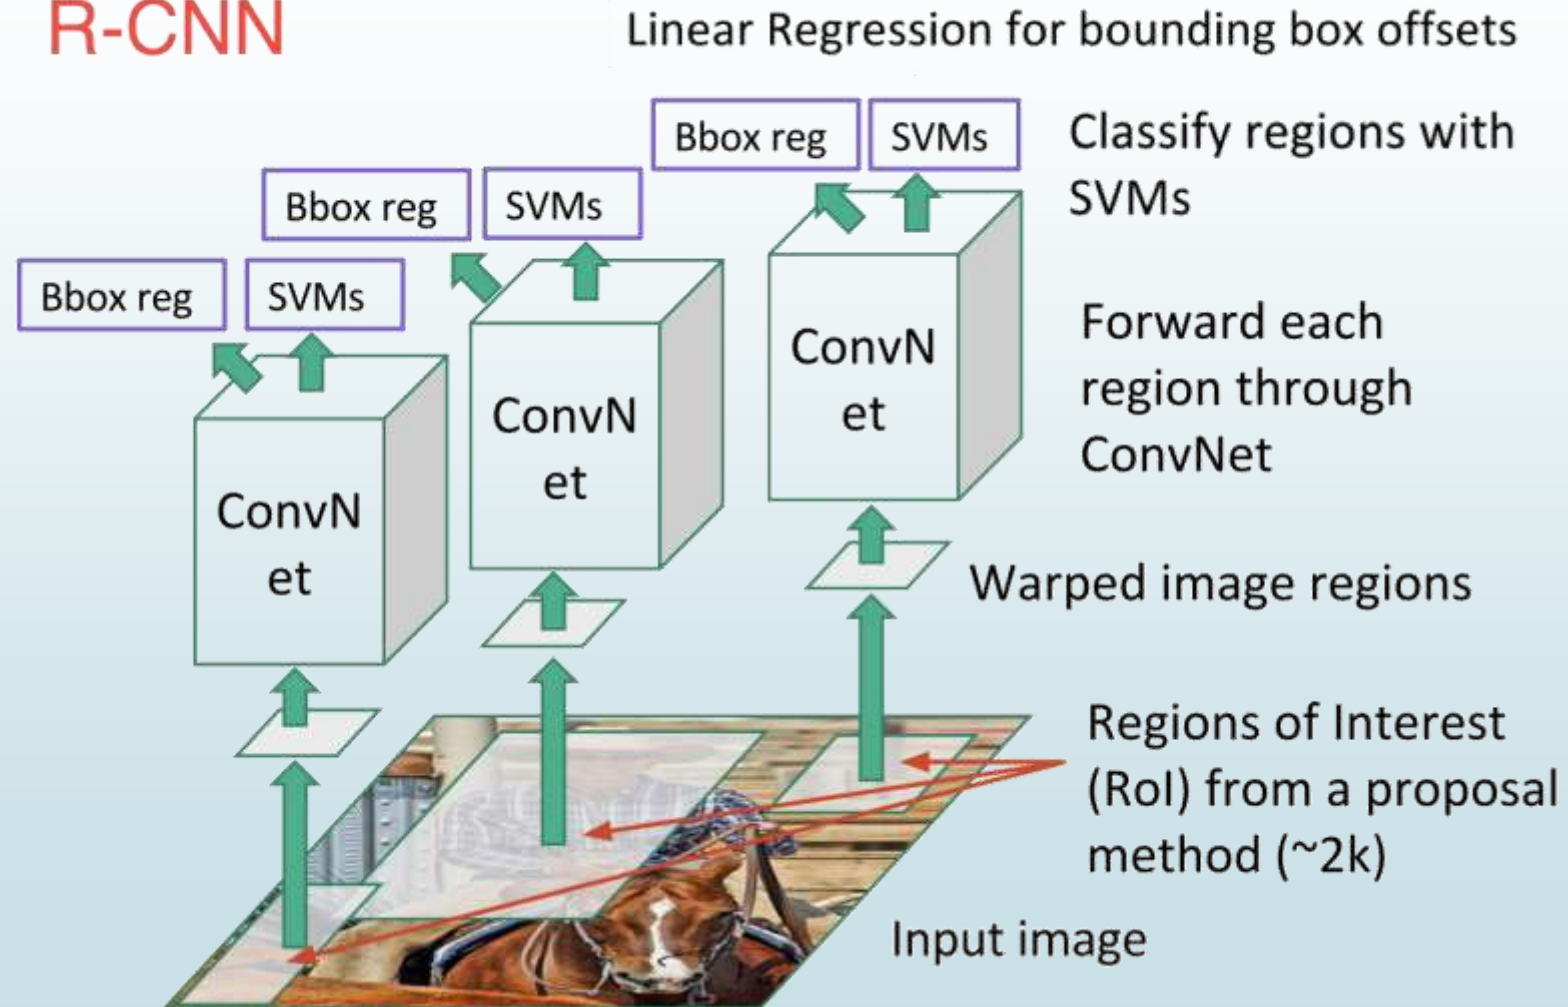 R-CNN
Linear Regression for bounding box offsets
Bbox reg
SVMs
Classify regions with
SVMs
Bbox reg
SVMs
Bbox reg
SVMs
ConvN
et
Forward each
region through
ConvNet
ConvN
et
ConvN
et
Warped image regions
Regions of Interest
(RoI) from a proposal
method (~2k)
Input image